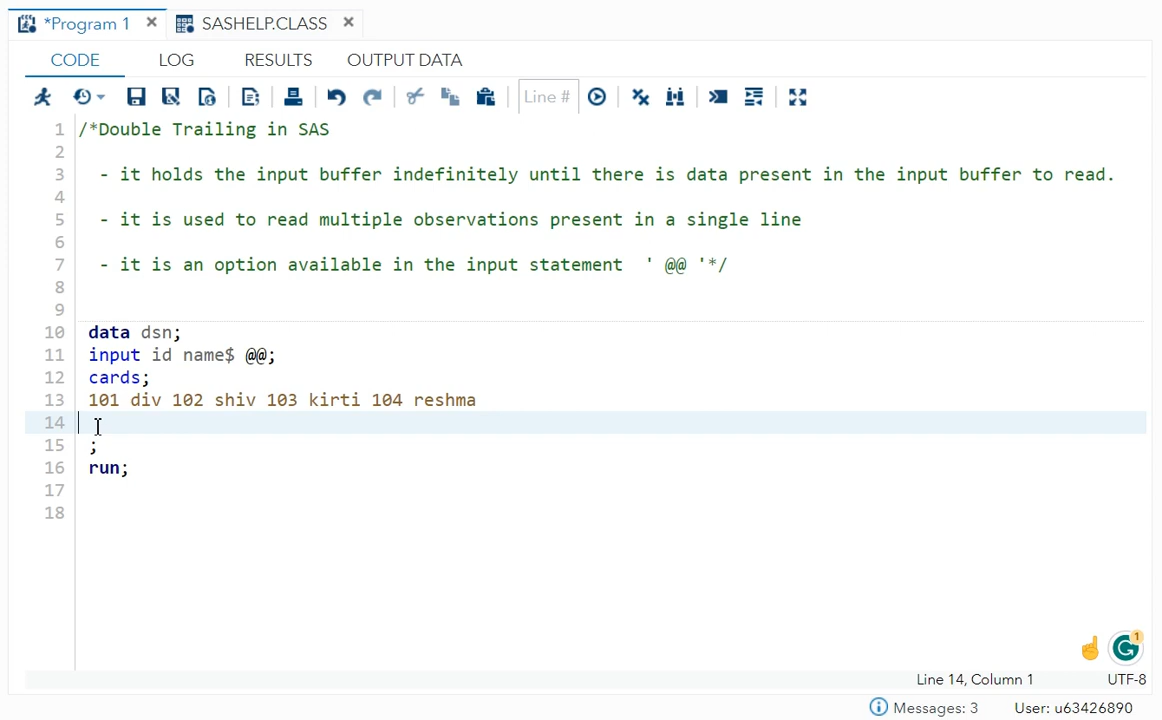 *Program 1 × SASHELP.CLASS ×
CODE LOG RESULTS OUTPUT DATA
Line #
1 /*Double Trailing in SAS
2
3 - it holds the input buffer indefinitely until there is data present in the input buffer to read.
4
5 - it is used to read multiple observations present in a single line
6
7 - it is an option available in the input statement ' @@ '*/
8
9
10 data dsn;
11 input id name$ @@;
12 cards;
13 101 div 102 shiv 103 kirti 104 reshma
14
15 ;
16 run;
17
18
G 1
Line 14, Column 1 UTF-8
Messages: 3 User: u63426890